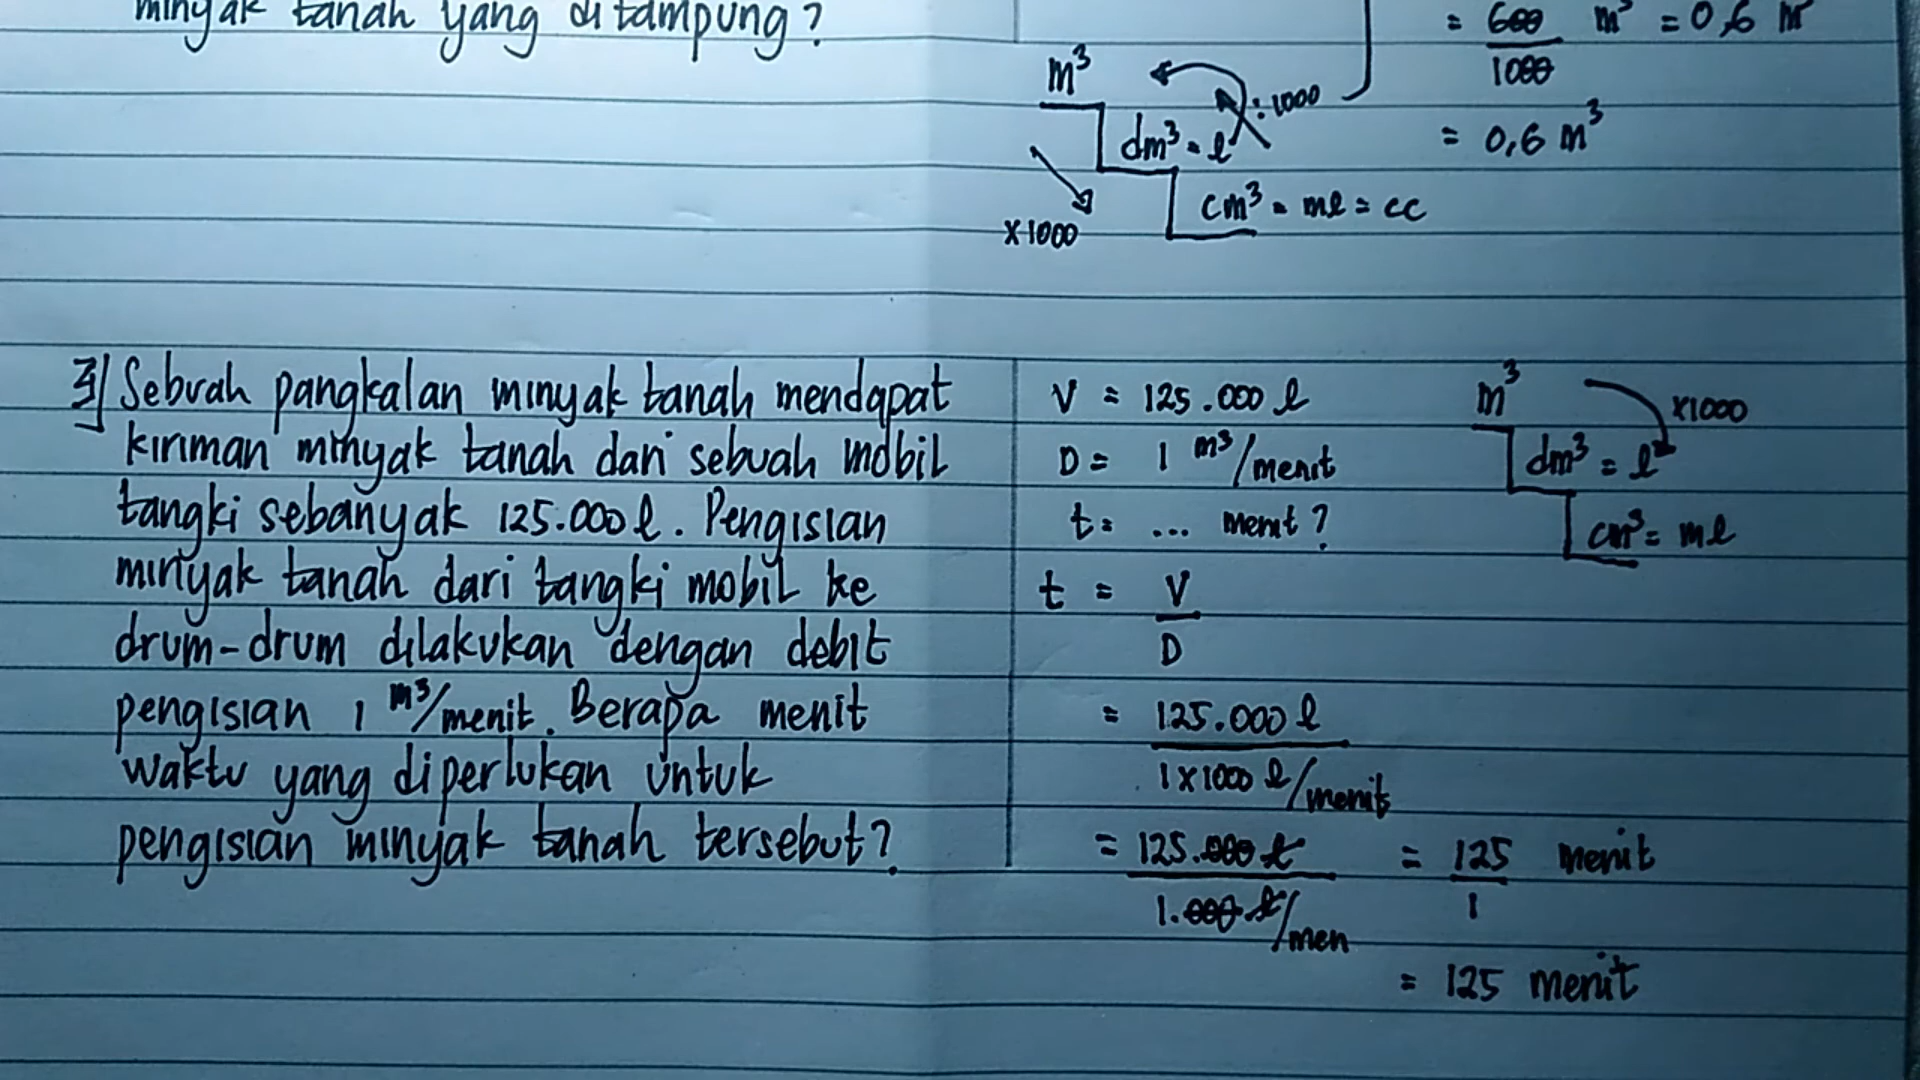 minyak tanah yang ditampung?
= 600/1000 m³ = 0,6 m³
= 0,6 m³
m³
: 1000
dm³ = l
cm³ = ml = cc
X1000
3) Sebuah pangkalan minyak tanah mendapat
kiriman minyak tanah dari sebuah mobil
tangki sebanyak 125.000 l. Pengisian
minyak tanah dari tangki mobil ke
drum-drum dilakukan dengan debit
pengisian 1 m³/menit. Berapa menit
waktu yang diperlukan untuk
pengisian minyak tanah tersebut?
V = 125.000 l
D = 1 m³/menit
t = ... menit?
t = V
D
= 125.000 l
1 x 1000 l/menit
= 125.000 l = 125 menit
1.000 l/men 1
= 125 menit
m³
x1000
dm³ = l
cm³ = ml